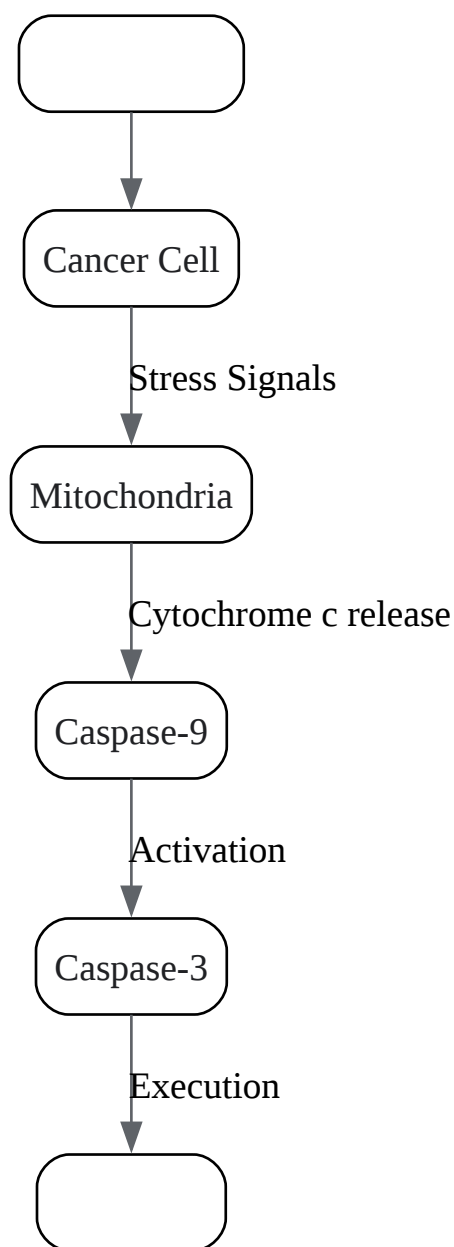 Cancer Cell
Stress Signals
Mitochondria
Cytochrome c release
Caspase-9
Activation
Caspase-3
Execution